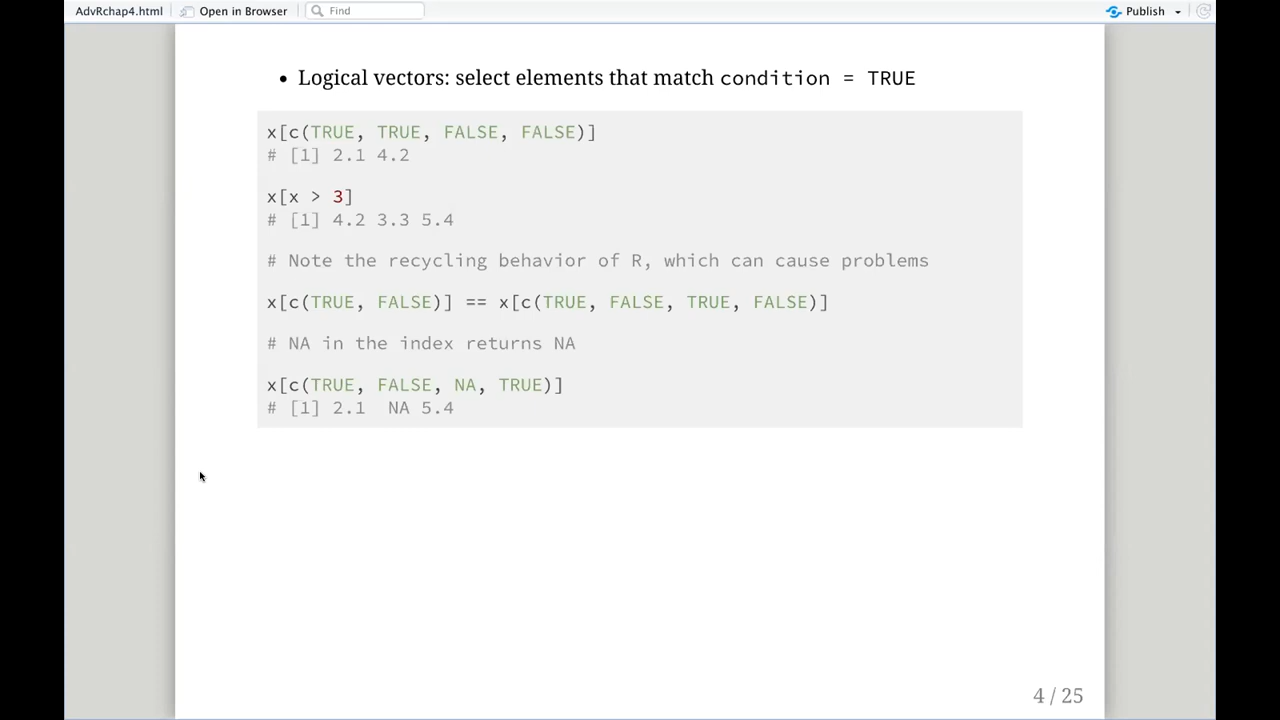 AdvRchap4.html Open in Browser Find Publish
• Logical vectors: select elements that match condition = TRUE
x[c(TRUE, TRUE, FALSE, FALSE)]
# [1] 2.1 4.2
x[x > 3]
# [1] 4.2 3.3 5.4
# Note the recycling behavior of R, which can cause problems
x[c(TRUE, FALSE)] == x[c(TRUE, FALSE, TRUE, FALSE)]
# NA in the index returns NA
x[c(TRUE, FALSE, NA, TRUE)]
# [1] 2.1  NA 5.4
4 / 25